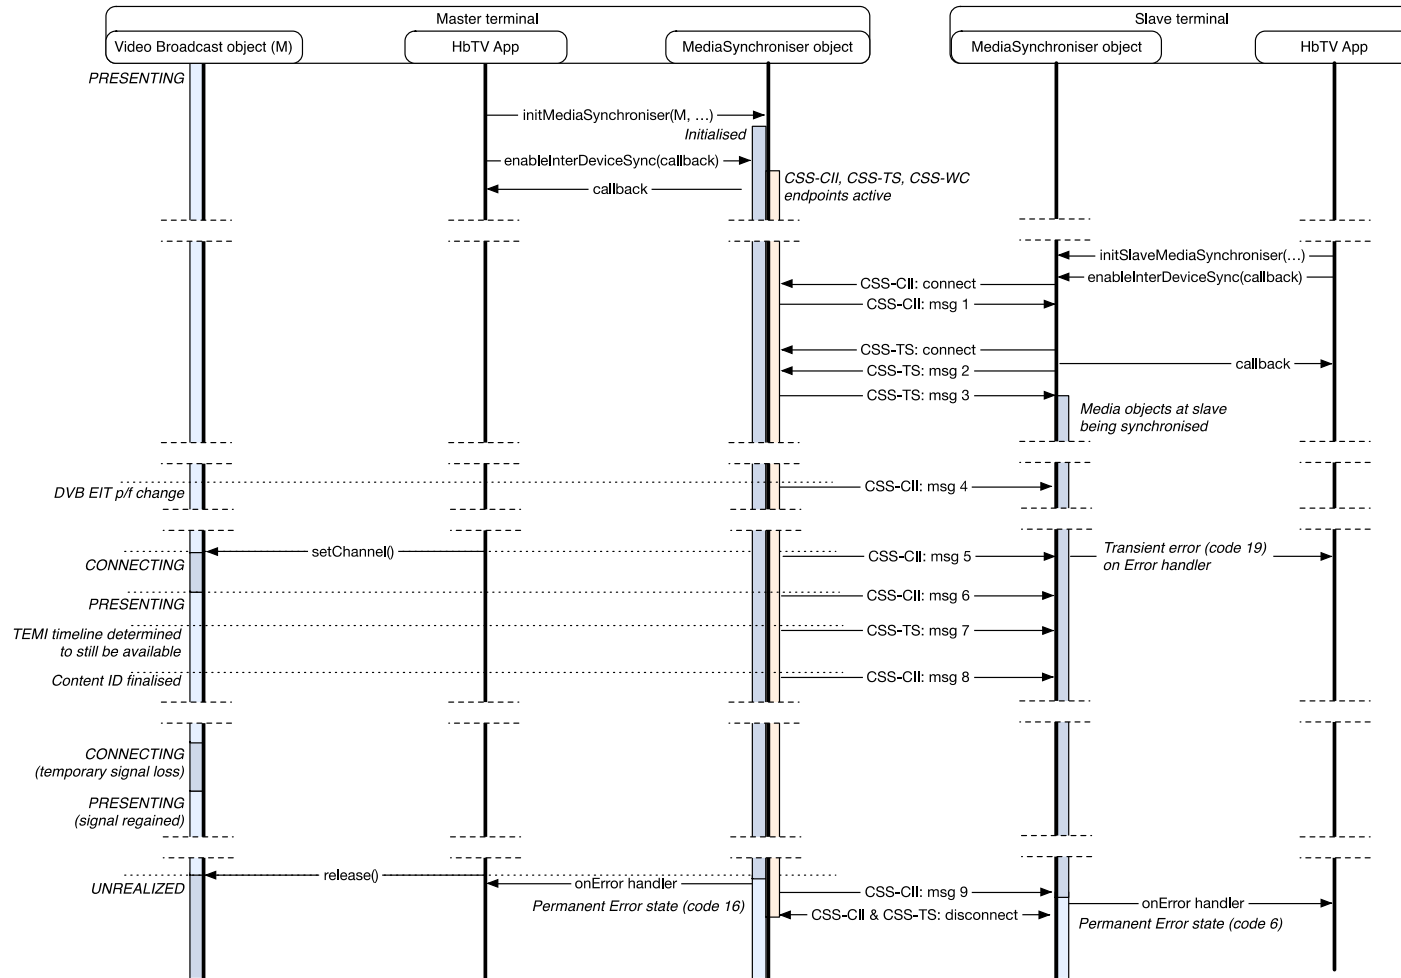 Master terminal
Slave terminal
Video Broadcast object (M)
HbTV App
MediaSynchroniser object
MediaSynchroniser object
HbTV App
PRESENTING
initMediaSynchroniser(M, ...)
Initialised
enableInterDeviceSync(callback)
callback
CSS-CII, CSS-TS, CSS-WC
endpoints active
initSlaveMediaSynchroniser(...)
enableInterDeviceSync(callback)
CSS-CII: connect
CSS-CII: msg 1
CSS-TS: connect
callback
CSS-TS: msg 2
CSS-TS: msg 3
Media objects at slave
being synchronised
DVB EIT p/f change
CSS-CII: msg 4
setChannel()
CONNECTING
CSS-CII: msg 5
Transient error (code 19)
on Error handler
PRESENTING
CSS-CII: msg 6
TEMI timeline determined
to still be available
CSS-TS: msg 7
Content ID finalised
CSS-CII: msg 8
CONNECTING
(temporary signal loss)
PRESENTING
(signal regained)
release()
UNREALIZED
onError handler
Permanent Error state (code 16)
CSS-CII: msg 9
CSS-CII & CSS-TS: disconnect
onError handler
Permanent Error state (code 6)